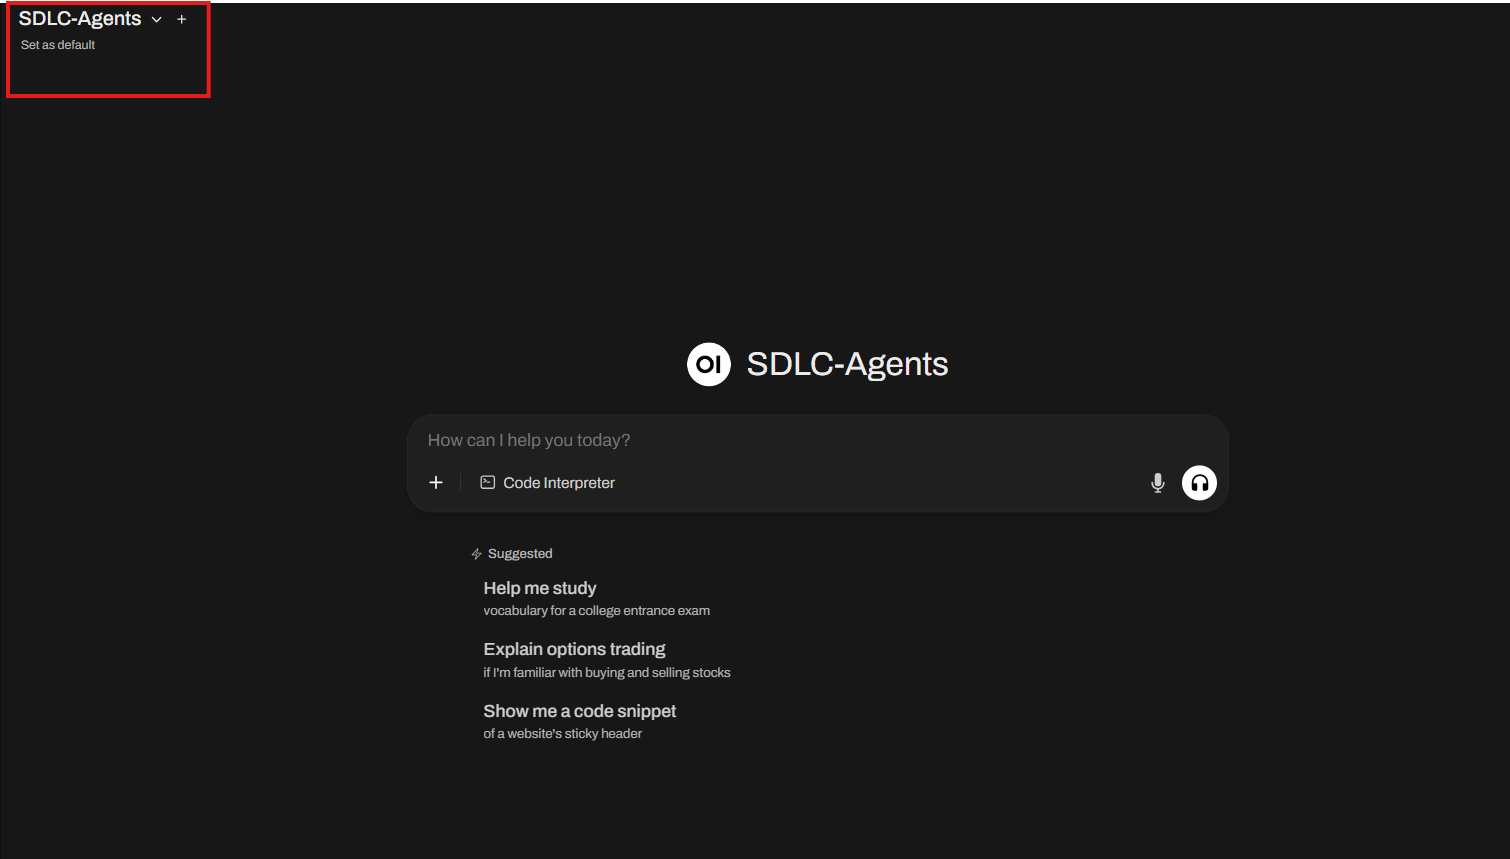 SDLC-Agents
Set as default
OI SDLC-Agents
How can I help you today?
Code Interpreter
Suggested
Help me study
vocabulary for a college entrance exam
Explain options trading
if I'm familiar with buying and selling stocks
Show me a code snippet
of a website's sticky header